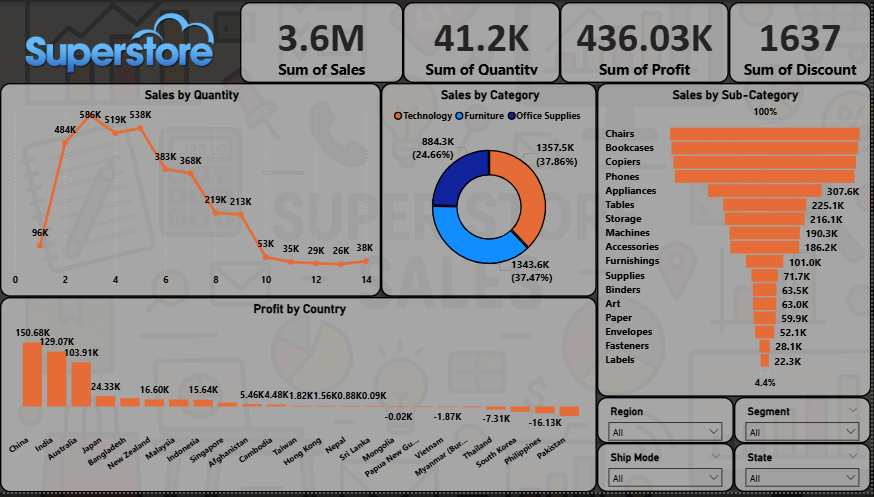 Superstore
3.6M
Sum of Sales
41.2K
Sum of Quantity
436.03K
Sum of Profit
1637
Sum of Discount
Sales by Quantity
586K
538K
519K
484K
383K
368K
219K
213K
96K
53K
35K
29K
26K
38K
0
2
4
6
8
10
12
14
Sales by Category
Technology
Furniture
Office Supplies
884.3K
(24.66%)
1357.5K
(37.86%)
1343.6K
(37.47%)
Sales by Sub-Category
100%
Chairs
Bookcases
Copiers
Phones
Appliances 307.6K
Tables 225.1K
Storage 216.1K
Machines 190.3K
Accessories 186.2K
Furnishings 101.0K
Supplies 71.7K
Binders 63.5K
Art 63.0K
Paper 59.9K
Envelopes 52.1K
Fasteners 28.1K
Labels 22.3K
4.4%
Profit by Country
150.68K
129.07K
103.91K
24.33K
16.60K
15.64K
5.46K
4.48K
1.82K
1.56K
0.88K
0.09K
-0.02K
-1.87K
-7.31K
-16.13K
China
India
Australia
Japan
Bangladesh
New Zealand
Malaysia
Indonesia
Singapore
Afghanistan
Cambodia
Taiwan
Hong Kong
Nepal
Sri Lanka
Mongolia
Papua New Gu...
Vietnam
Myanmar (Bur...
Thailand
South Korea
Philippines
Pakistan
Region
All
Segment
All
Ship Mode
All
State
All
SUPER STORE
SALES